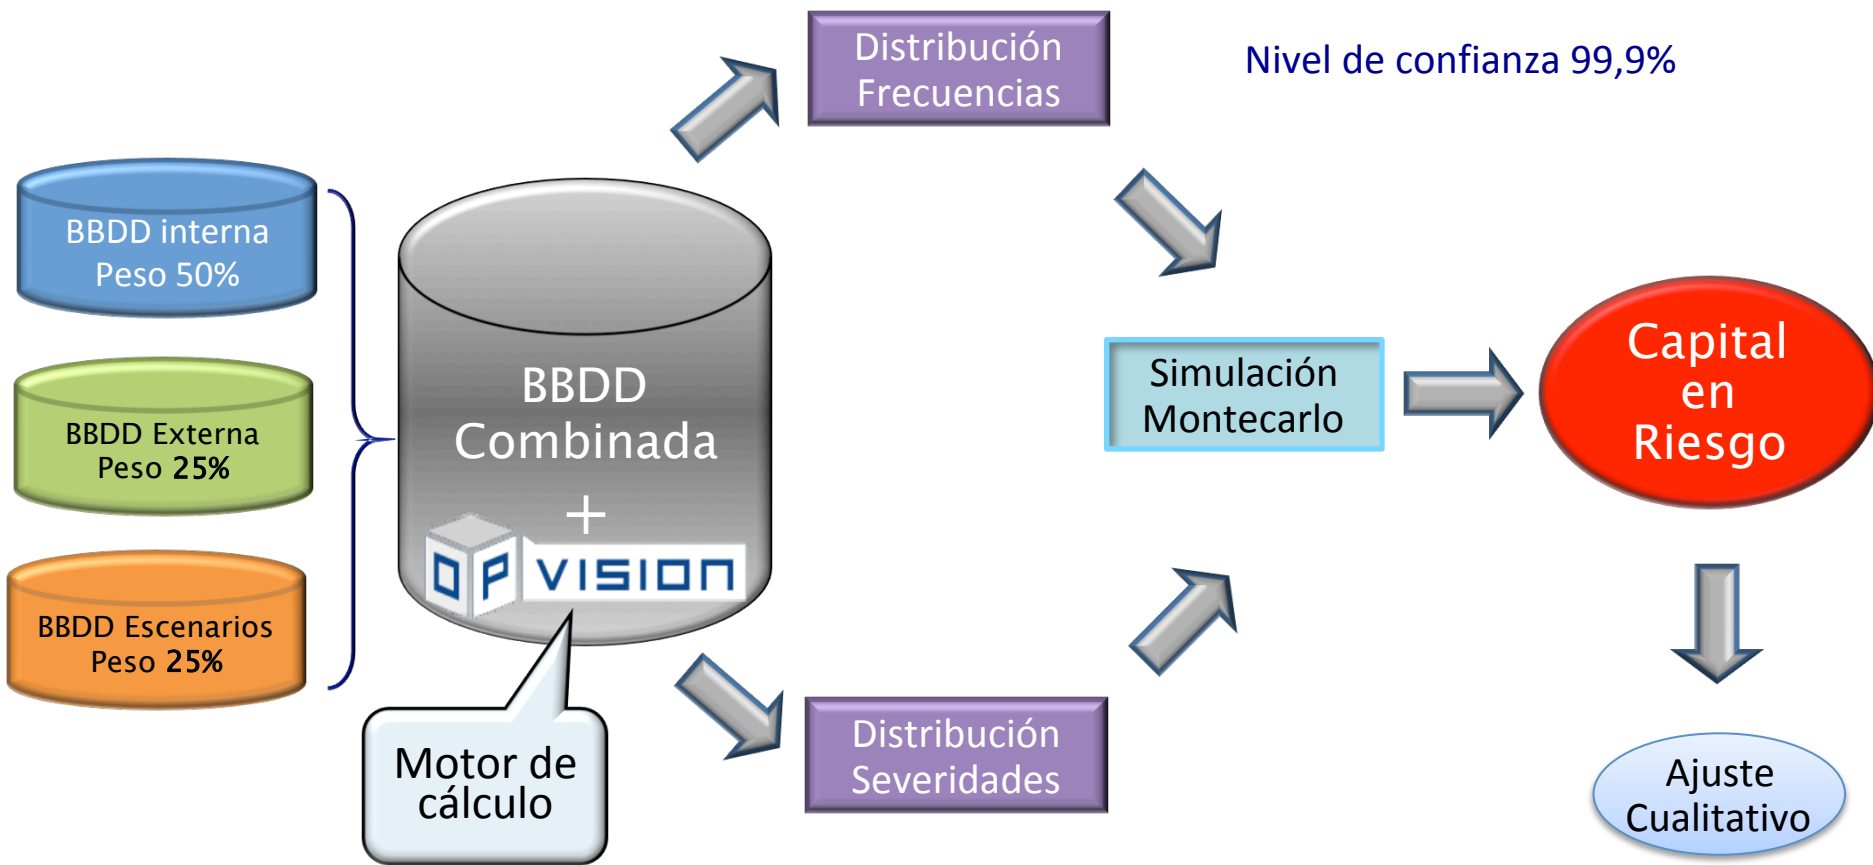 Distribución
Frecuencias
Nivel de confianza 99,9%
BBDD interna
Peso 50%
BBDD Externa
Peso 25%
BBDD Escenarios
Peso 25%
BBDD
Combinada
+
OP VISION
Motor de
cálculo
Distribución
Severidades
Simulación
Montecarlo
Capital
en
Riesgo
Ajuste
Cualitativo